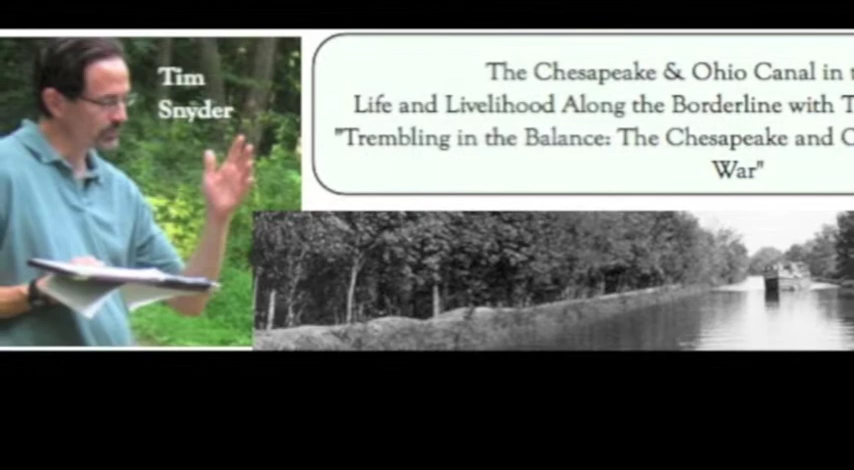 Tim
Snyder
The Chesapeake & Ohio Canal in
Life and Livelihood Along the Borderline with
"Trembling in the Balance: The Chesapeake and
War"